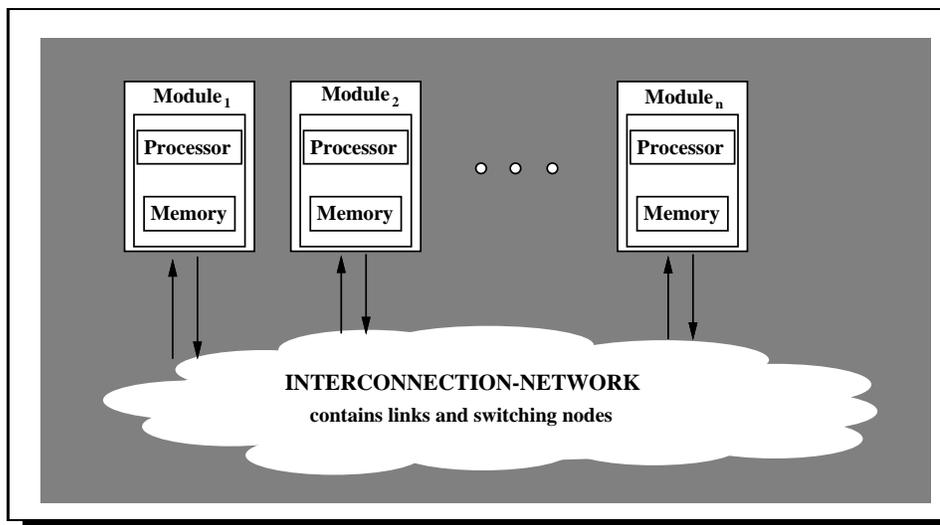 Module1
Processor
Memory
Module2
Processor
Memory
Modulen
Processor
Memory
INTERCONNECTION-NETWORK
contains links and switching nodes